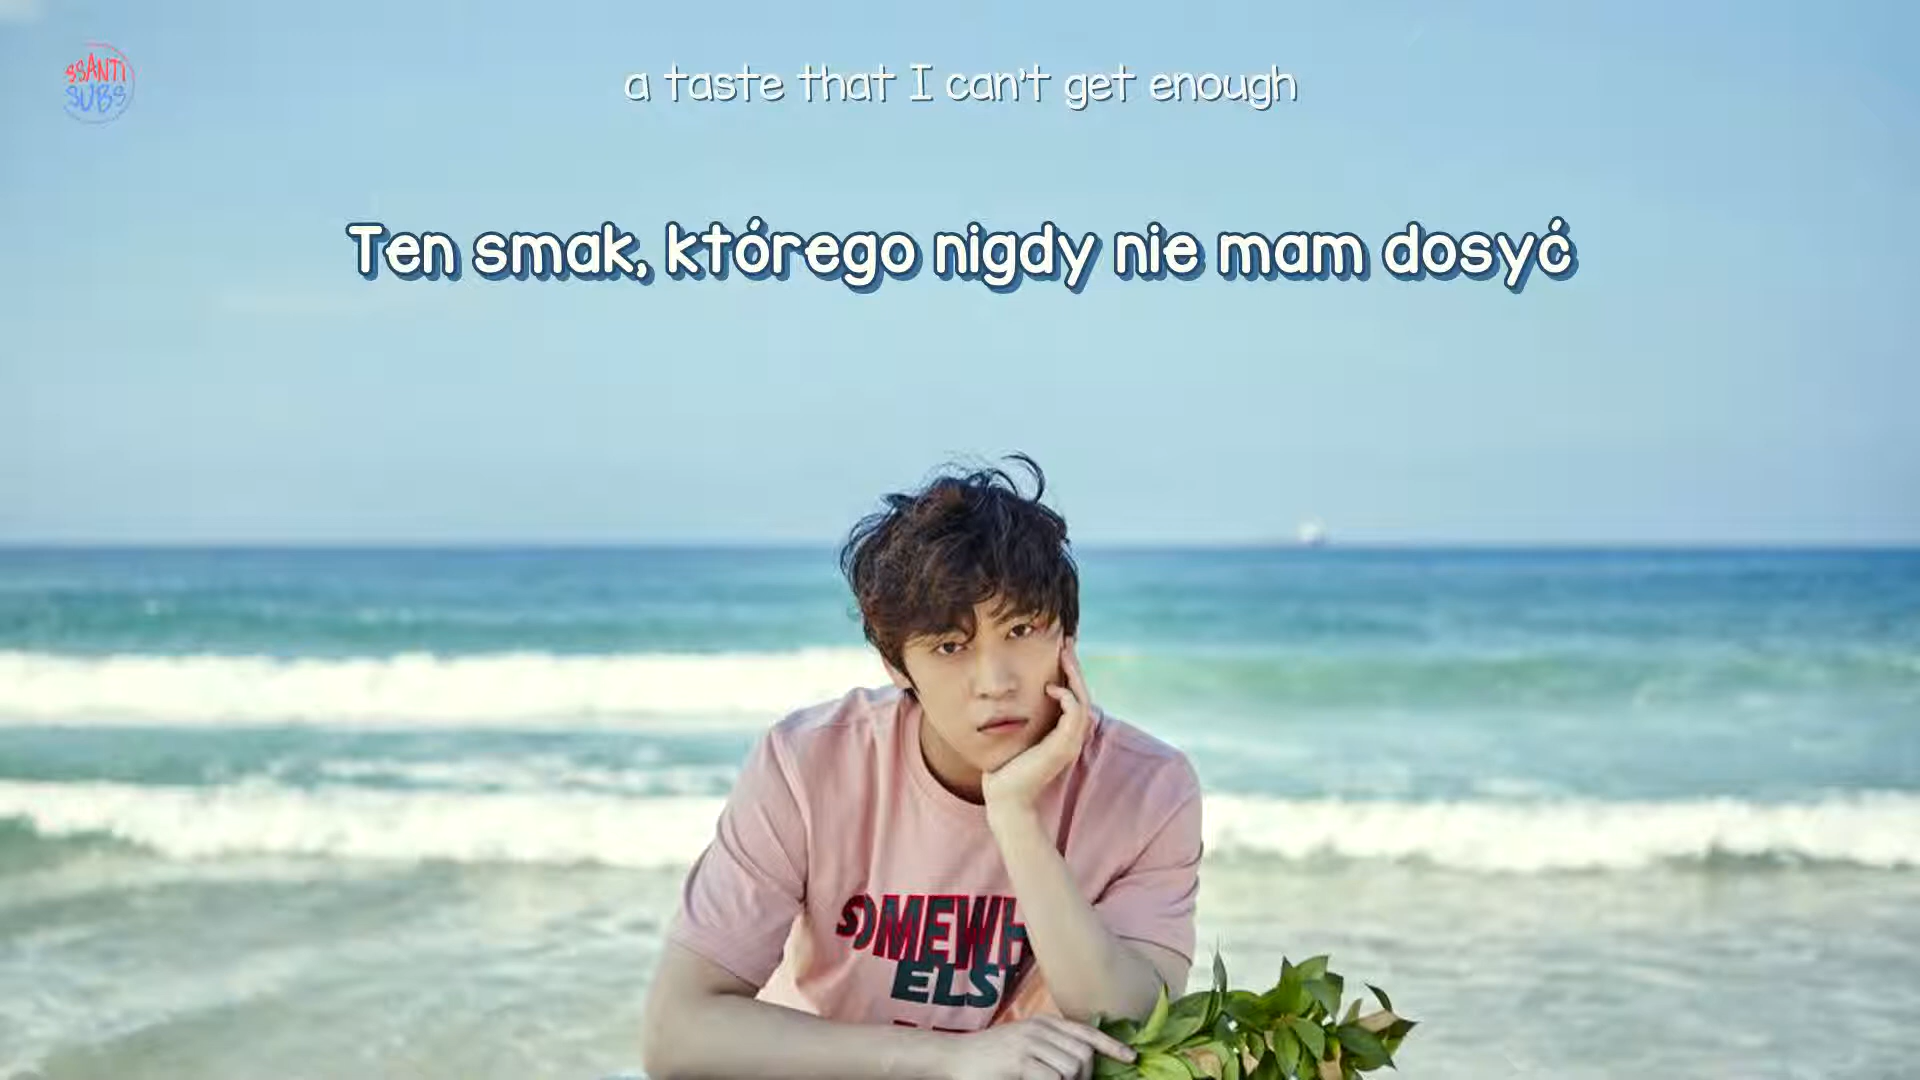 SSANTI
SUBS
a taste that I can't get enough
Ten smak, którego nigdy nie mam dosyć
SOMEWH
ELS